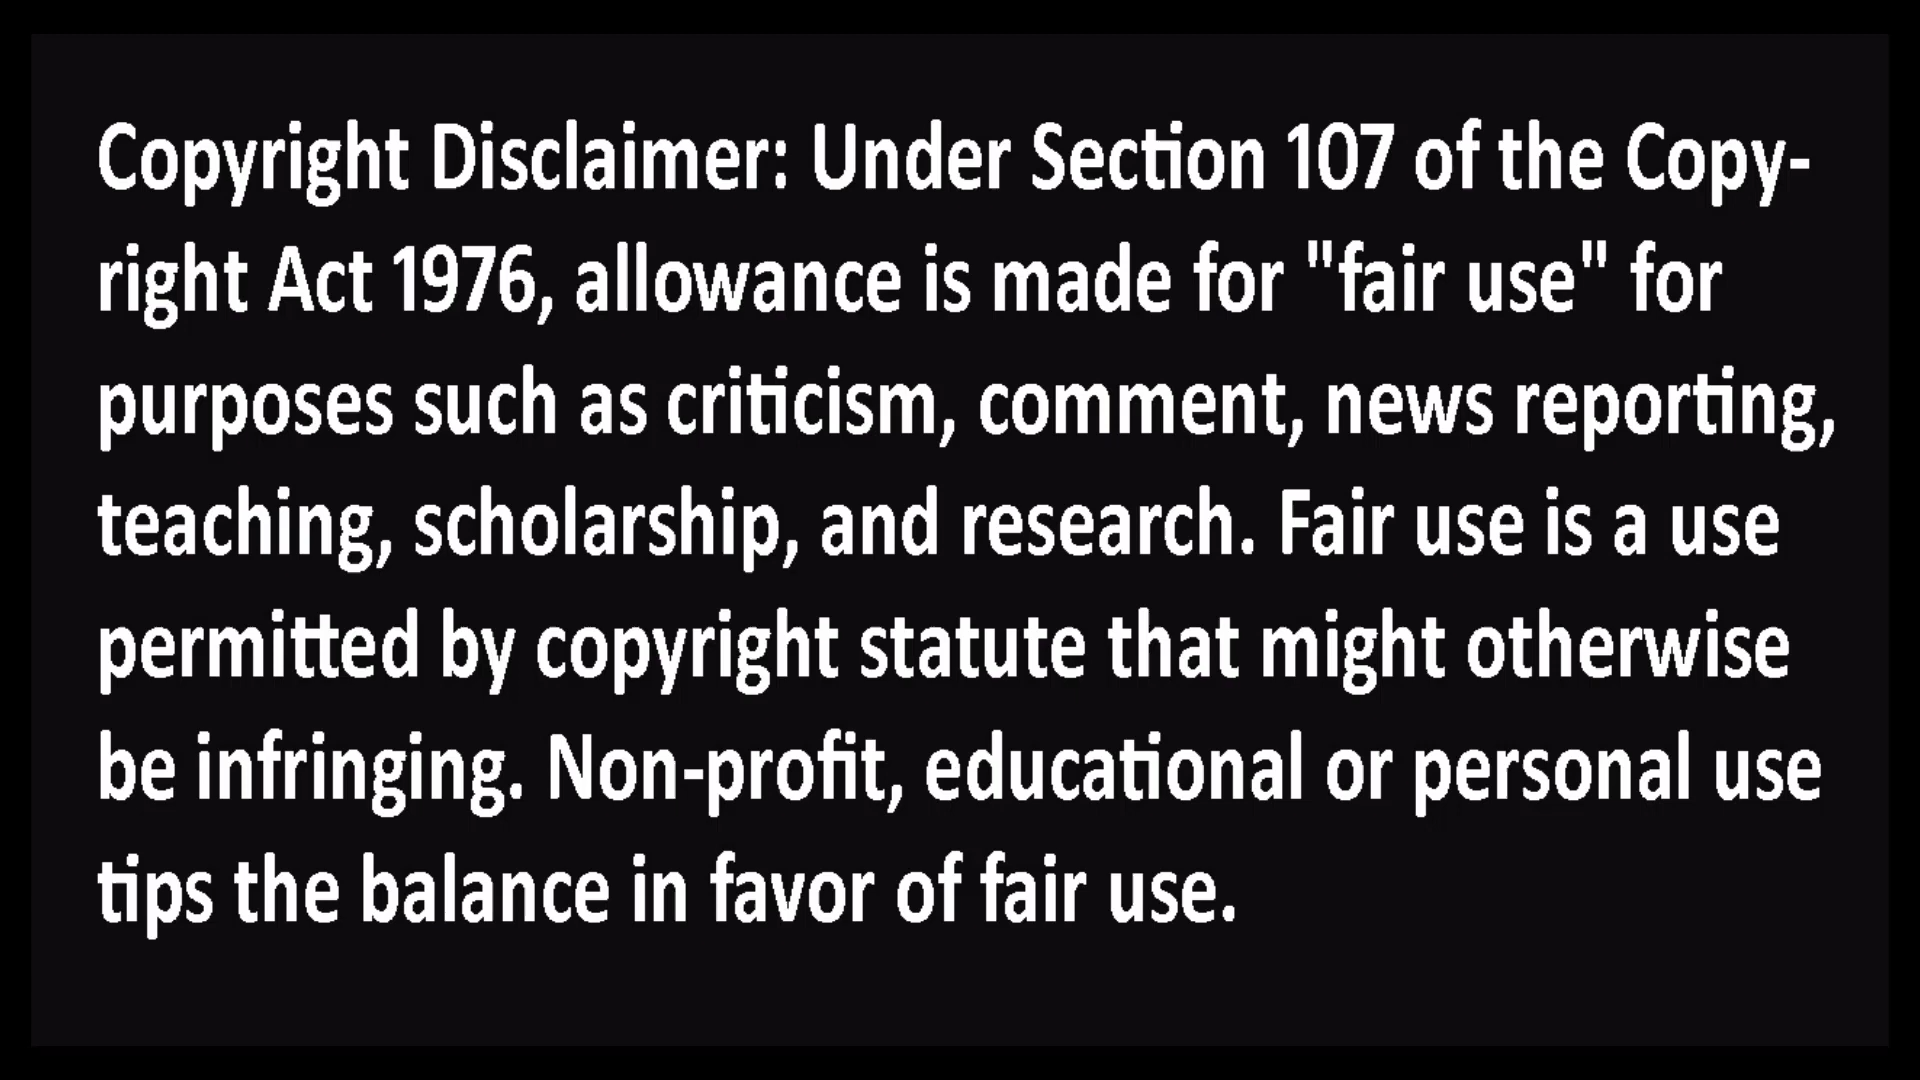 Copyright Disclaimer: Under Section 107 of the Copy-
right Act 1976, allowance is made for "fair use" for
purposes such as criticism, comment, news reporting,
teaching, scholarship, and research. Fair use is a use
permitted by copyright statute that might otherwise
be infringing. Non-profit, educational or personal use
tips the balance in favor of fair use.